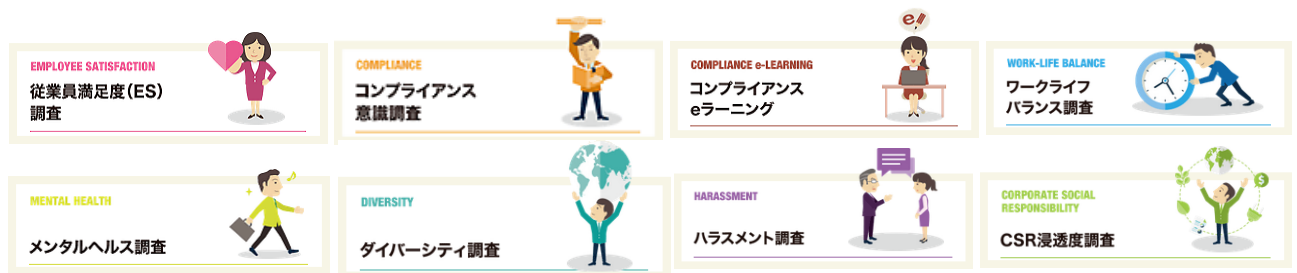 EMPLOYEE SATISFACTION
従業員満足度(ES)
調査
COMPLIANCE
コンプライアンス
意識調査
COMPLIANCE e-LEARNING
コンプライアンス
eラーニング
e
WORK-LIFE BALANCE
ワークライフ
バランス調査
MENTAL HEALTH
メンタルヘルス調査
DIVERSITY
ダイバーシティ調査
HARASSMENT
ハラスメント調査
CORPORATE SOCIAL
RESPONSIBILITY
CSR浸透度調査
$